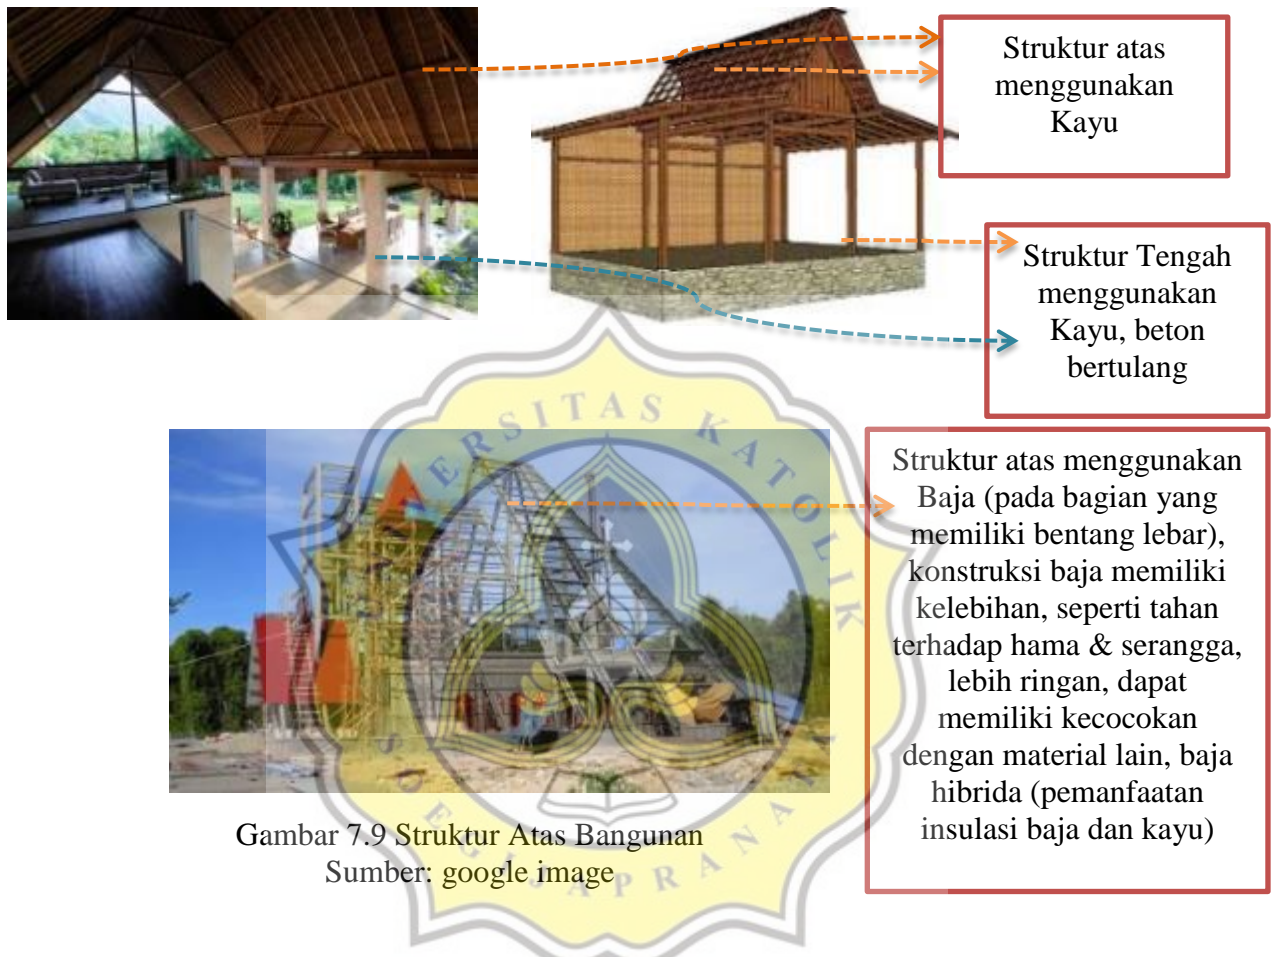 Struktur atas
menggunakan
Kayu
Struktur Tengah
menggunakan
Kayu, beton
bertulang
Struktur atas menggunakan
Baja (pada bagian yang
memiliki bentang lebar),
konstruksi baja memiliki
kelebihan, seperti tahan
terhadap hama & serangga,
lebih ringan, dapat
memiliki kecocokan
dengan material lain, baja
hibrida (pemanfaatan
insulasi baja dan kayu)
Gambar 7.9 Struktur Atas Bangunan
Sumber: google image
ERSITAS KATOLIK
SOEGIJAPRANA